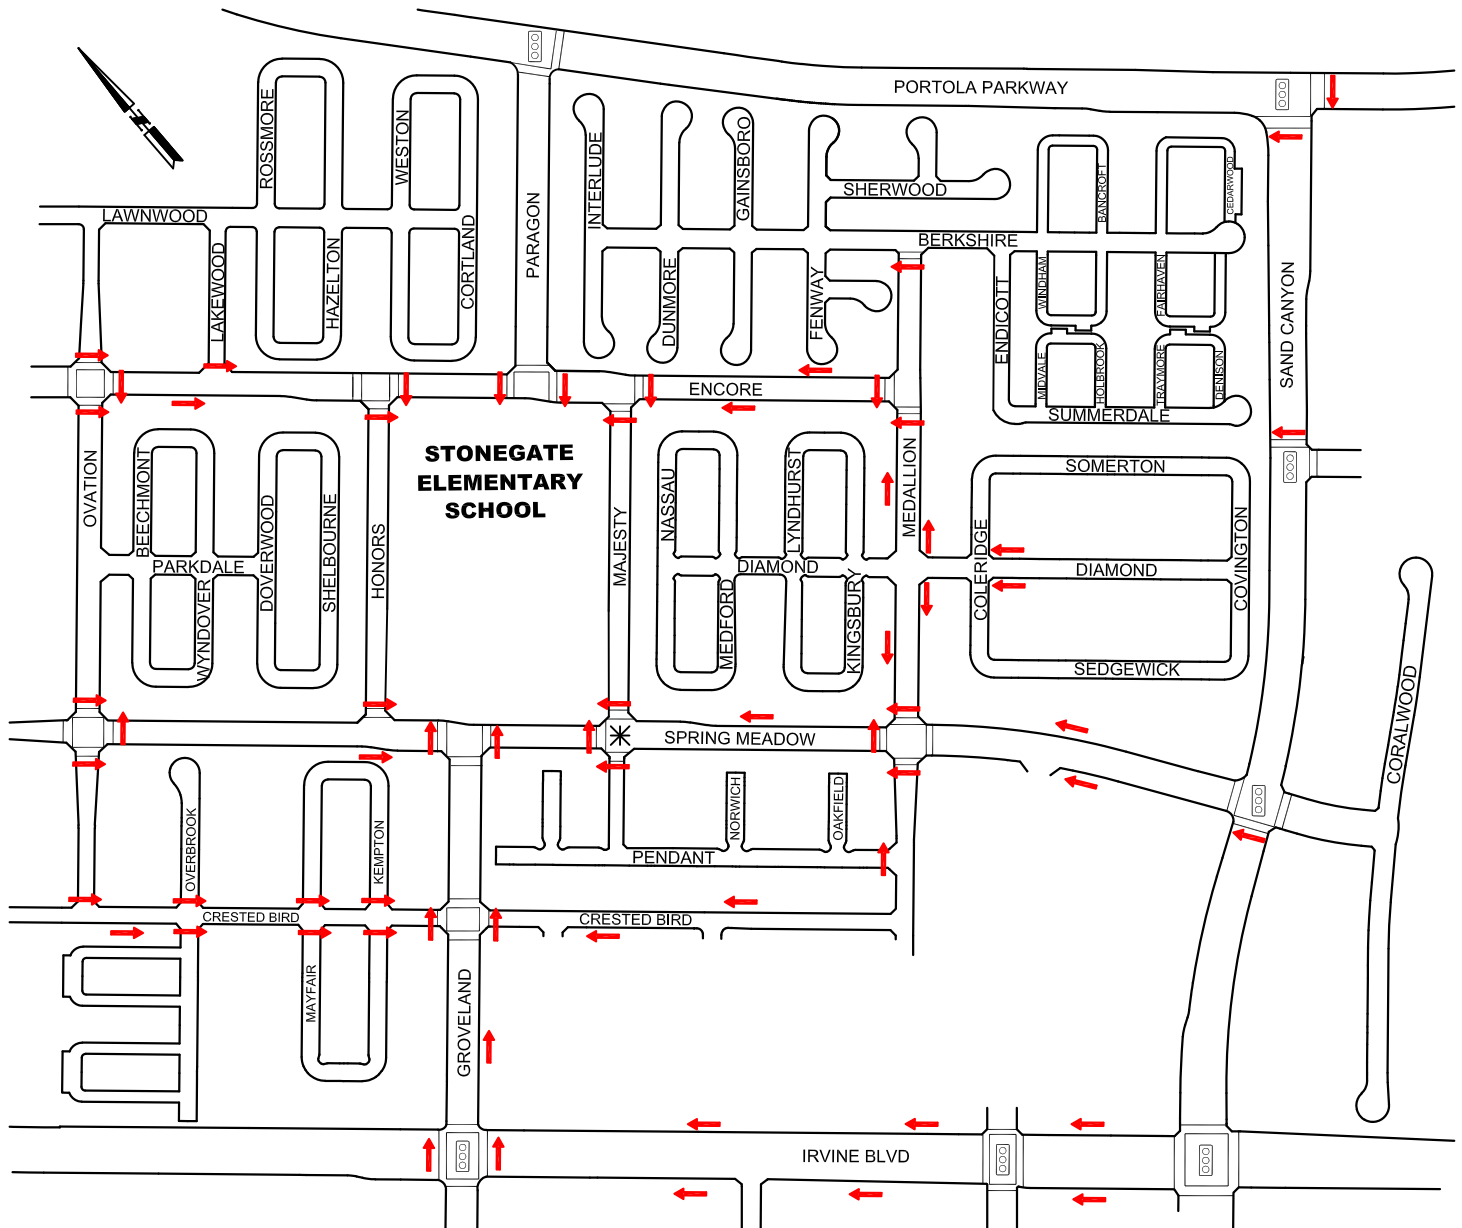 PORTOLA PARKWAY
ROSSMORE
WESTON
INTERLUDE
GAINSBORO
SHERWOOD
BANCROFT
CEDARWOOD
LAWNWOOD
LAKEWOOD
HAZELTON
CORTLAND
PARAGON
DUNMORE
FENWAY
BERKSHIRE
ENDICOTT
WINDHAM
FAIRHAVEN
SAND CANYON
MIDVALE
HOLBROOK
TRAYMORE
DENISON
ENCORE
SUMMERDALE
STONEGATE
ELEMENTARY
SCHOOL
OVATION
BEECHMONT
PARKDALE
WYNDOVER
DOVERWOOD
SHELBOURNE
HONORS
MAJESTY
NASSAU
LYNDHURST
DIAMOND
MEDFORD
KINGSBURY
MEDALLION
SOMERTON
COLERIDGE
DIAMOND
COVINGTON
SEDGEWICK
CORALWOOD
SPRING MEADOW
OVERBROOK
KEMPTON
NORWICH
OAKFIELD
PENDANT
CRESTED BIRD
CRESTED BIRD
MAYFAIR
GROVELAND
IRVINE BLVD